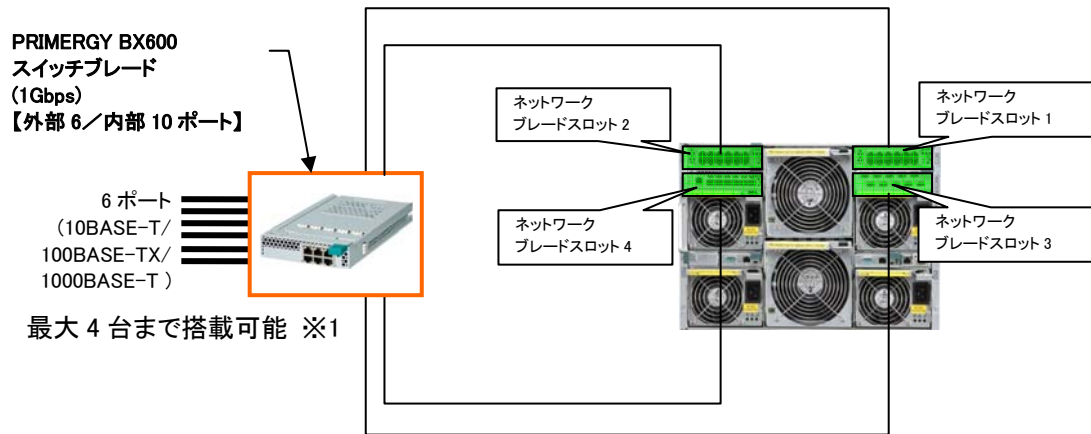 PRIMERGY BX600
スイッチブレード
(1Gbps)
【外部 6／内部 10 ポート】
6 ポート
(10BASE-T/
100BASE-TX/
1000BASE-T )
最大 4 台まで搭載可能 ※1
ネットワーク
ブレードスロット 2
ネットワーク
ブレードスロット 1
ネットワーク
ブレードスロット 4
ネットワーク
ブレードスロット 3